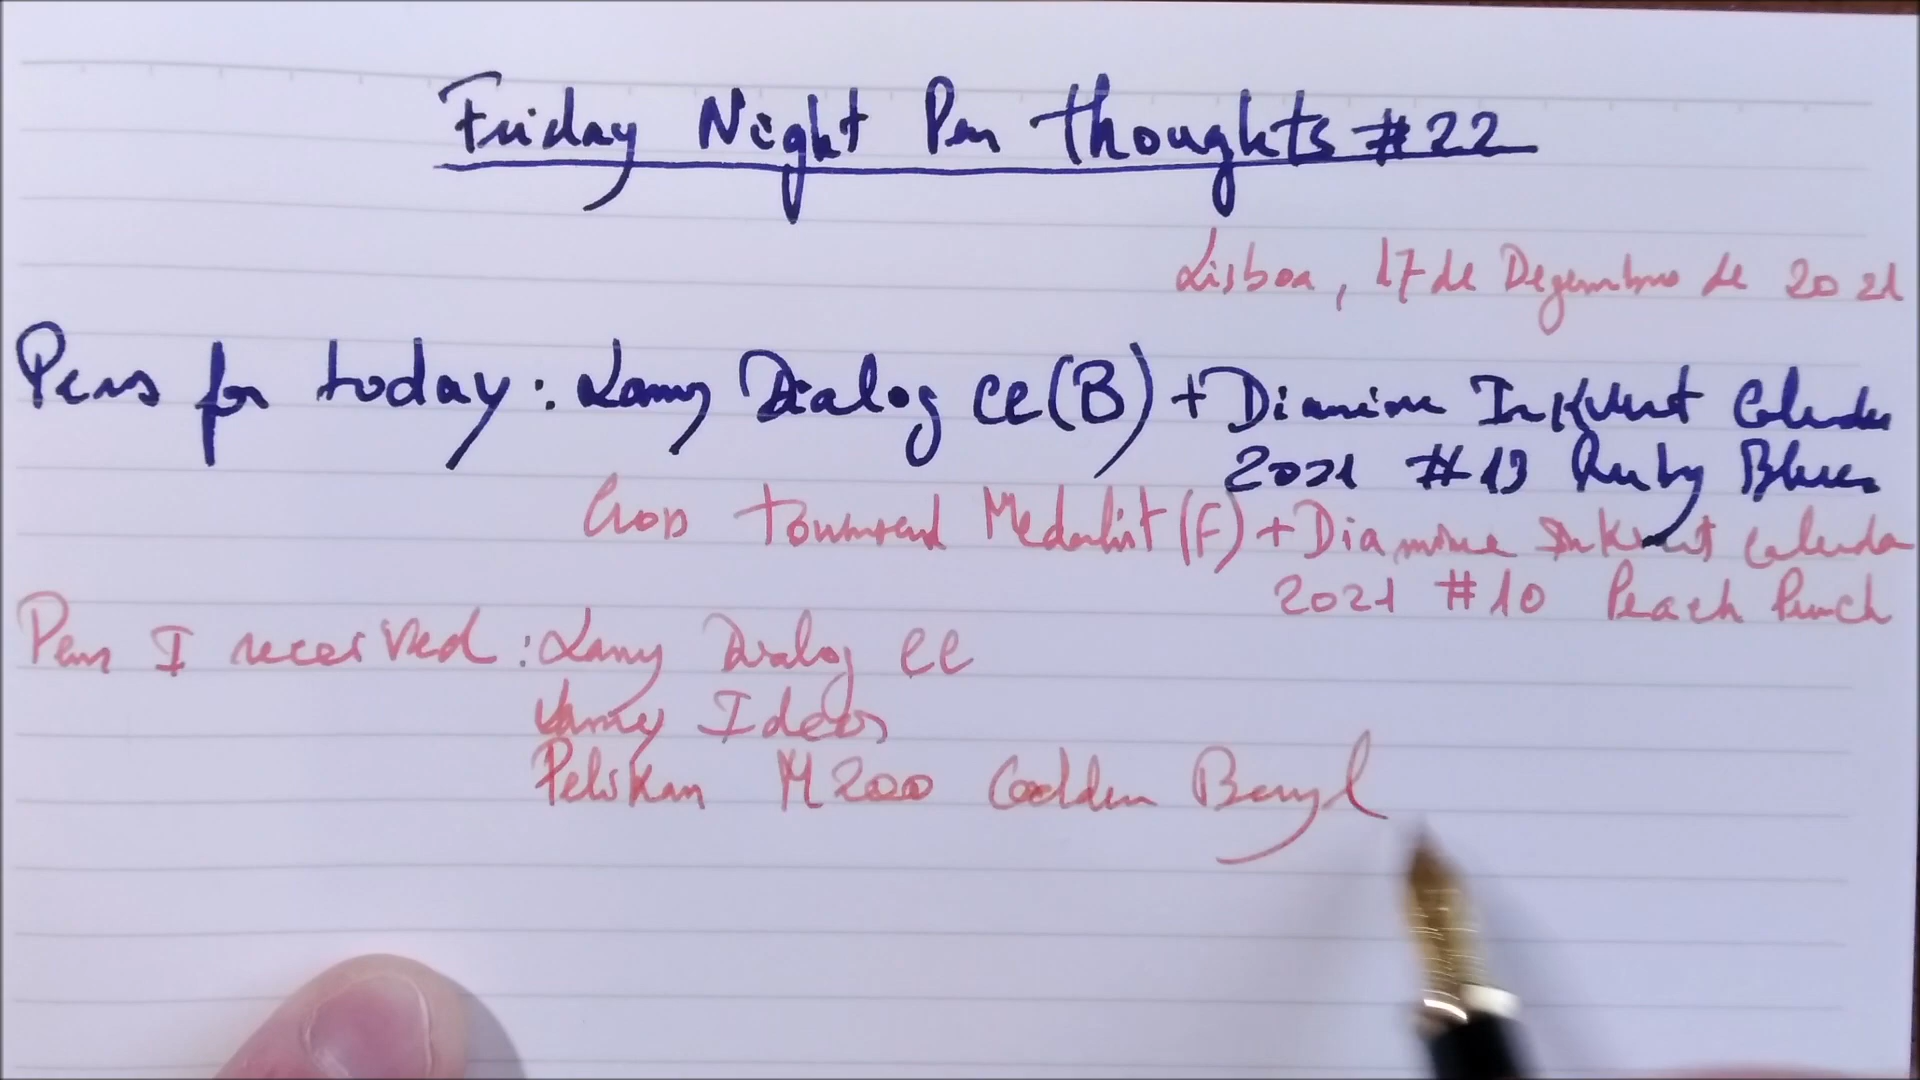 Friday Night Pen Thoughts #22
Lisboa, 17 de Dezembro de 2021
Pens for today: Lamy Dialog cc (B) + Diamine Inkvent Calendar
2021 #13 Ruby Blues
Cross Townsend Medalist (F) + Diamine Inkvent Calendar
2021 #10 Peach Punch
Pens I received: Lamy Dialog cc
Lamy Ideos
Pelikan M200 Golden Beryl